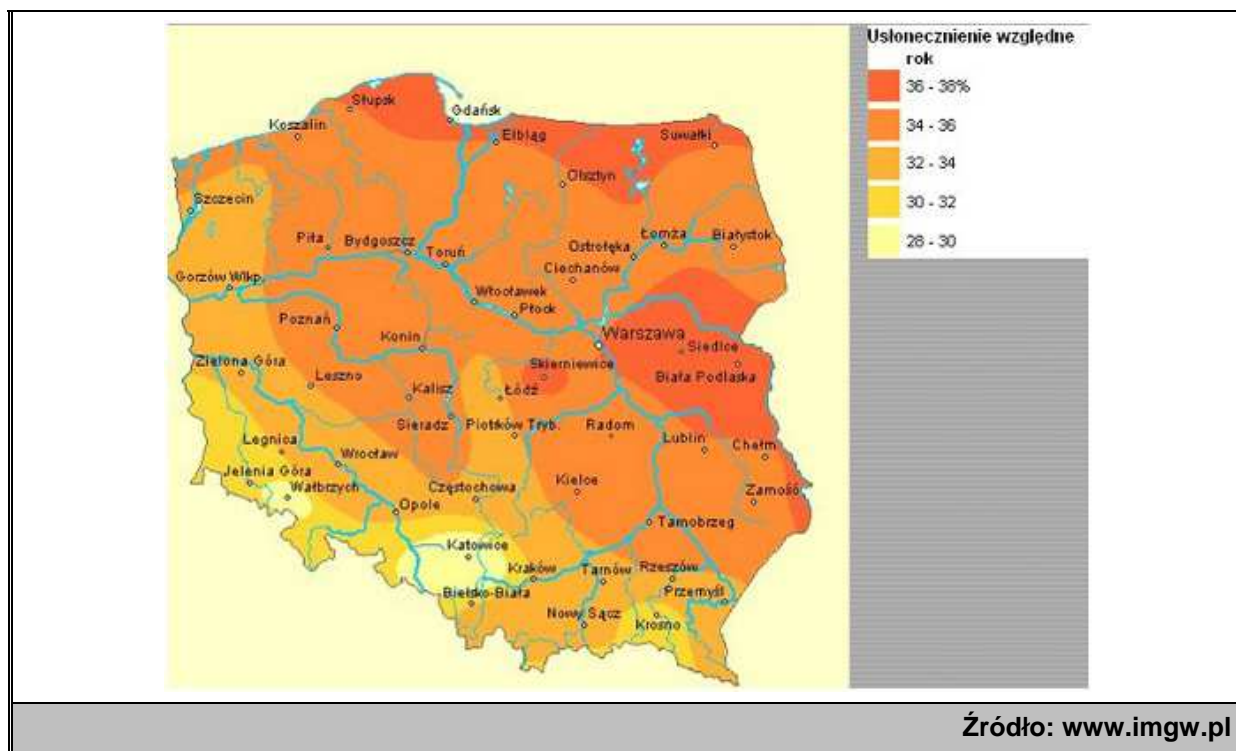 Usłonecznienie względne
rok
36 - 38%
34 - 36
32 - 34
30 - 32
28 - 30
Słupsk
Gdańsk
Koszalin
Elbląg
Suwałki
Olsztyn
Szczecin
Piła
Bydgoszcz
Toruń
Ostrołęka
Łomża
Białystok
Ciechanów
Gorzów Wlkp.
Włocławek
Płock
Poznań
Konin
Warszawa
Siedlce
Zielona Góra
Skierniewice
Biała Podlaska
Leszno
Kalisz
Łódź
Sieradz
Piotrków Tryb.
Radom
Lublin
Chełm
Legnica
Wrocław
Jelenia Góra
Wałbrzych
Częstochowa
Kielce
Zamość
Opole
Tarnobrzeg
Katowice
Kraków
Tarnów
Rzeszów
Bielsko-Biała
Przemyśl
Nowy Sącz
Krosno
Źródło: www.imgw.pl